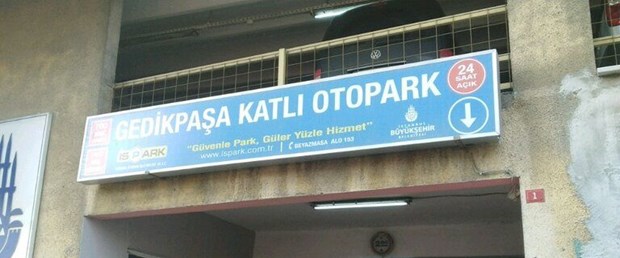 GEDİKPAŞA KATLI OTOPARK
24
SAAT
AÇIK
İSPARK
"Güvenle Park, Güler Yüzle Hizmet"
www.ispark.com.tr | BEYAZMASA ALO 153
İSTANBUL
BÜYÜKŞEHİR
BELEDİYESİ
1